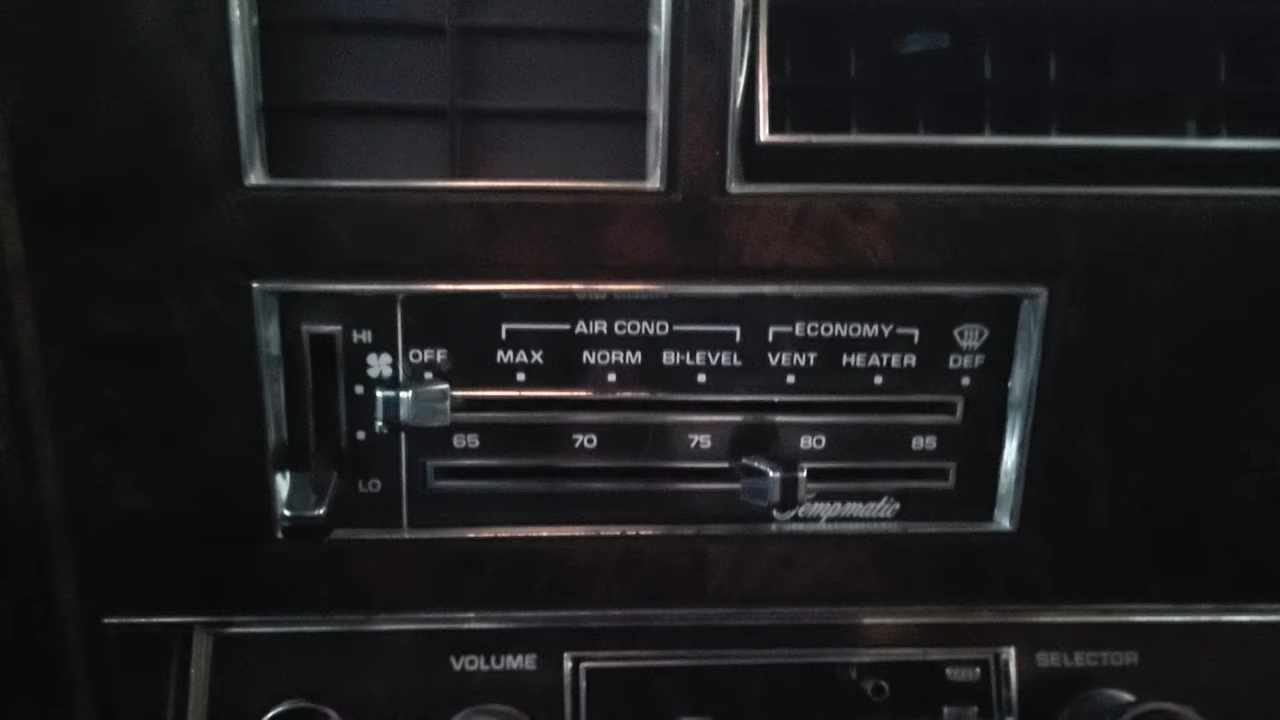 HI
AIR COND
ECONOMY
OFF MAX NORM BI-LEVEL VENT HEATER DEF
65 70 75 80 85
LO
Tempmatic
VOLUME
SELECTOR